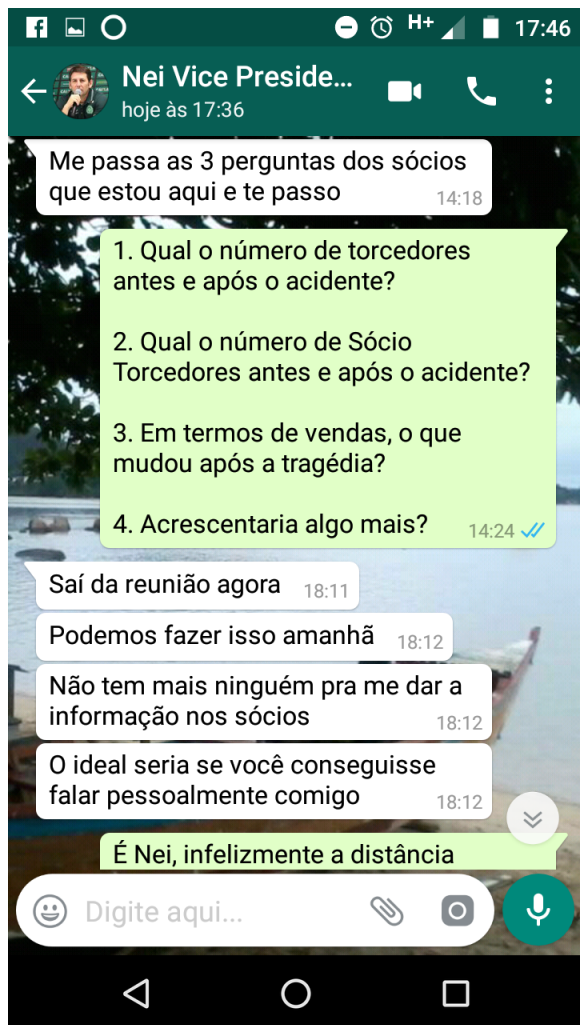 H+ 17:46
Nei Vice Preside...
hoje às 17:36
Me passa as 3 perguntas dos sócios
que estou aqui e te passo 14:18
1. Qual o número de torcedores
antes e após o acidente?
2. Qual o número de Sócio
Torcedores antes e após o acidente?
3. Em termos de vendas, o que
mudou após a tragédia?
4. Acrescentaria algo mais? 14:24
Saí da reunião agora 18:11
Podemos fazer isso amanhã 18:12
Não tem mais ninguém pra me dar a
informação nos sócios 18:12
O ideal seria se você conseguisse
falar pessoalmente comigo 18:12
É Nei, infelizmente a distância
Digite aqui...